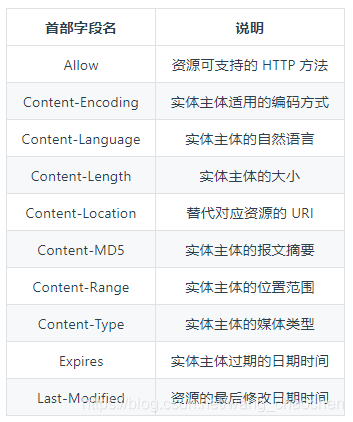 首部字段名 说明
Allow 资源可支持的 HTTP 方法
Content-Encoding 实体主体适用的编码方式
Content-Language 实体主体的自然语言
Content-Length 实体主体的大小
Content-Location 替代对应资源的 URI
Content-MD5 实体主体的报文摘要
Content-Range 实体主体的位置范围
Content-Type 实体主体的媒体类型
Expires 实体主体过期的日期时间
Last-Modified 资源的最后修改日期时间